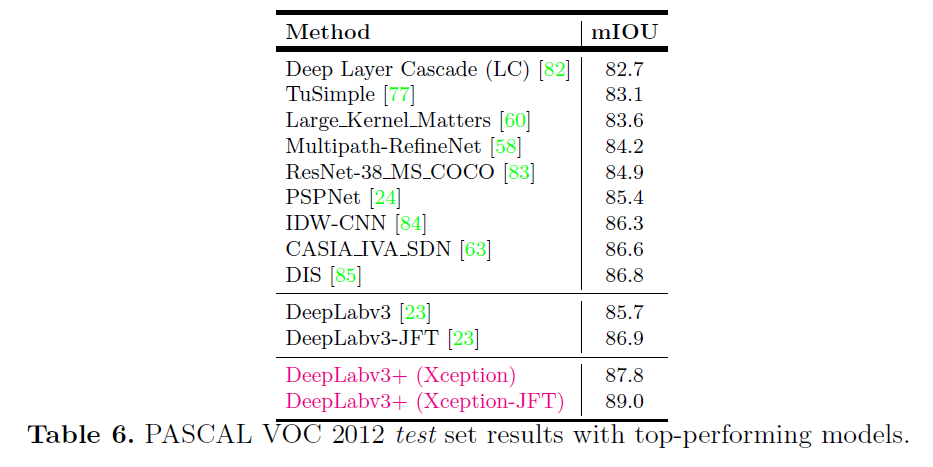 Method mIOU
Deep Layer Cascade (LC) [82] 82.7
TuSimple [77] 83.1
Large_Kernel_Matters [60] 83.6
Multipath-RefineNet [58] 84.2
ResNet-38_MS_COCO [83] 84.9
PSPNet [24] 85.4
IDW-CNN [84] 86.3
CASIA_IVA_SDN [63] 86.6
DIS [85] 86.8
DeepLabv3 [23] 85.7
DeepLabv3-JFT [23] 86.9
DeepLabv3+ (Xception) 87.8
DeepLabv3+ (Xception-JFT) 89.0
Table 6. PASCAL VOC 2012 test set results with top-performing models.